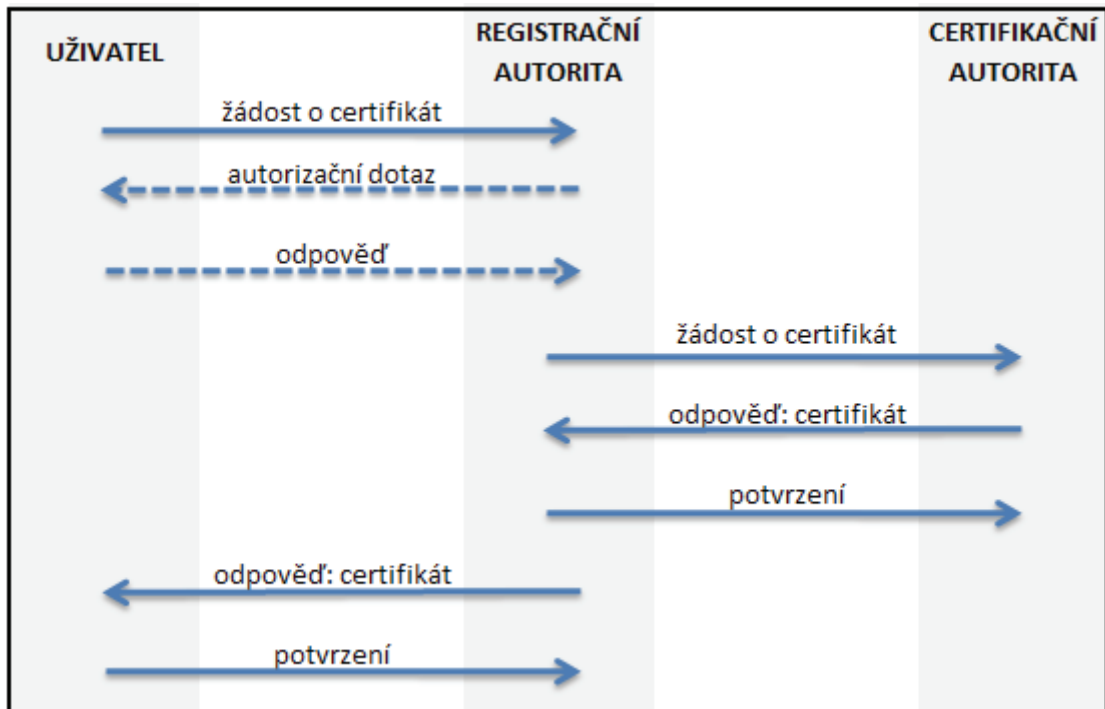 UŽIVATEL
REGISTRAČNÍ
AUTORITA
CERTIFIKAČNÍ
AUTORITA
žádost o certifikát
autorizační dotaz
odpověď
žádost o certifikát
odpověď: certifikát
potvrzení
odpověď: certifikát
potvrzení